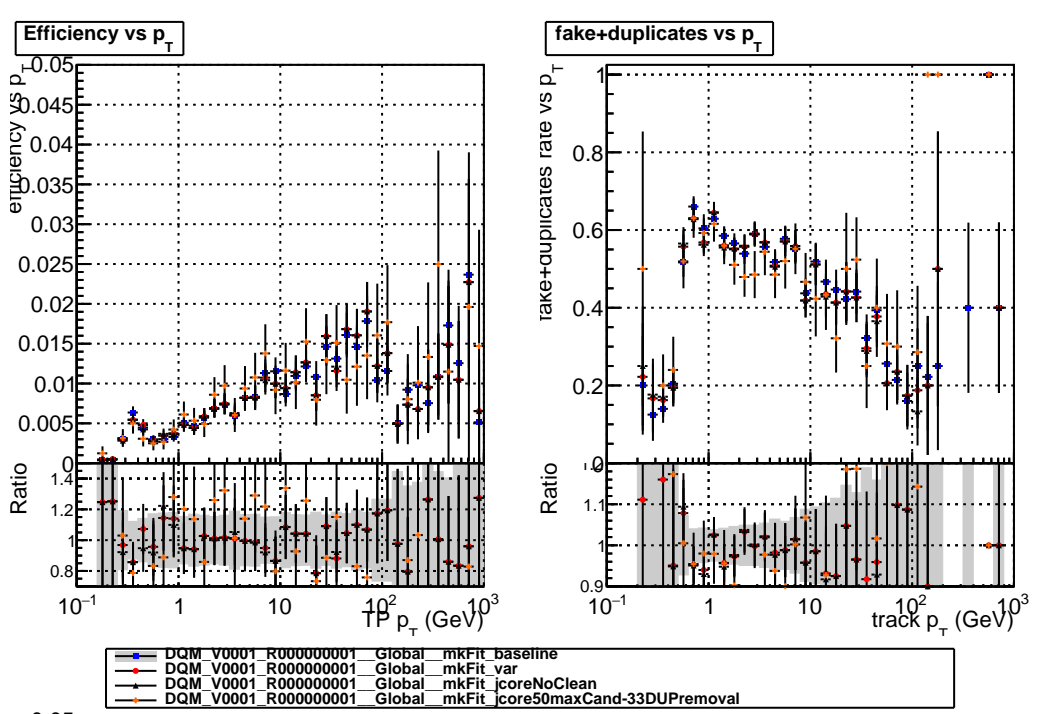 Efficiency vs p_T
fake+duplicates vs p_T
efficiency vs p_T
0.05
0.045
0.04
0.035
0.03
0.025
0.02
0.015
0.01
0.005
0
fake+duplicates rate vs p_T
1
0.8
0.6
0.4
0.2
0
Ratio
1.4
1.2
1
0.8
Ratio
1.2
1.1
1
0.9
10^−1
1
10
10^2
10^3
TP p_T (GeV)
10^−1
1
10
10^2
10^3
track p_T (GeV)
DQM_V0001_R000000001__Global__mkFit_baseline
DQM_V0001_R000000001__Global__mkFit_var
DQM_V0001_R000000001__Global__mkFit_jcoreNoClean
DQM_V0001_R000000001__Global__mkFit_jcore50maxCand-33DUPremoval